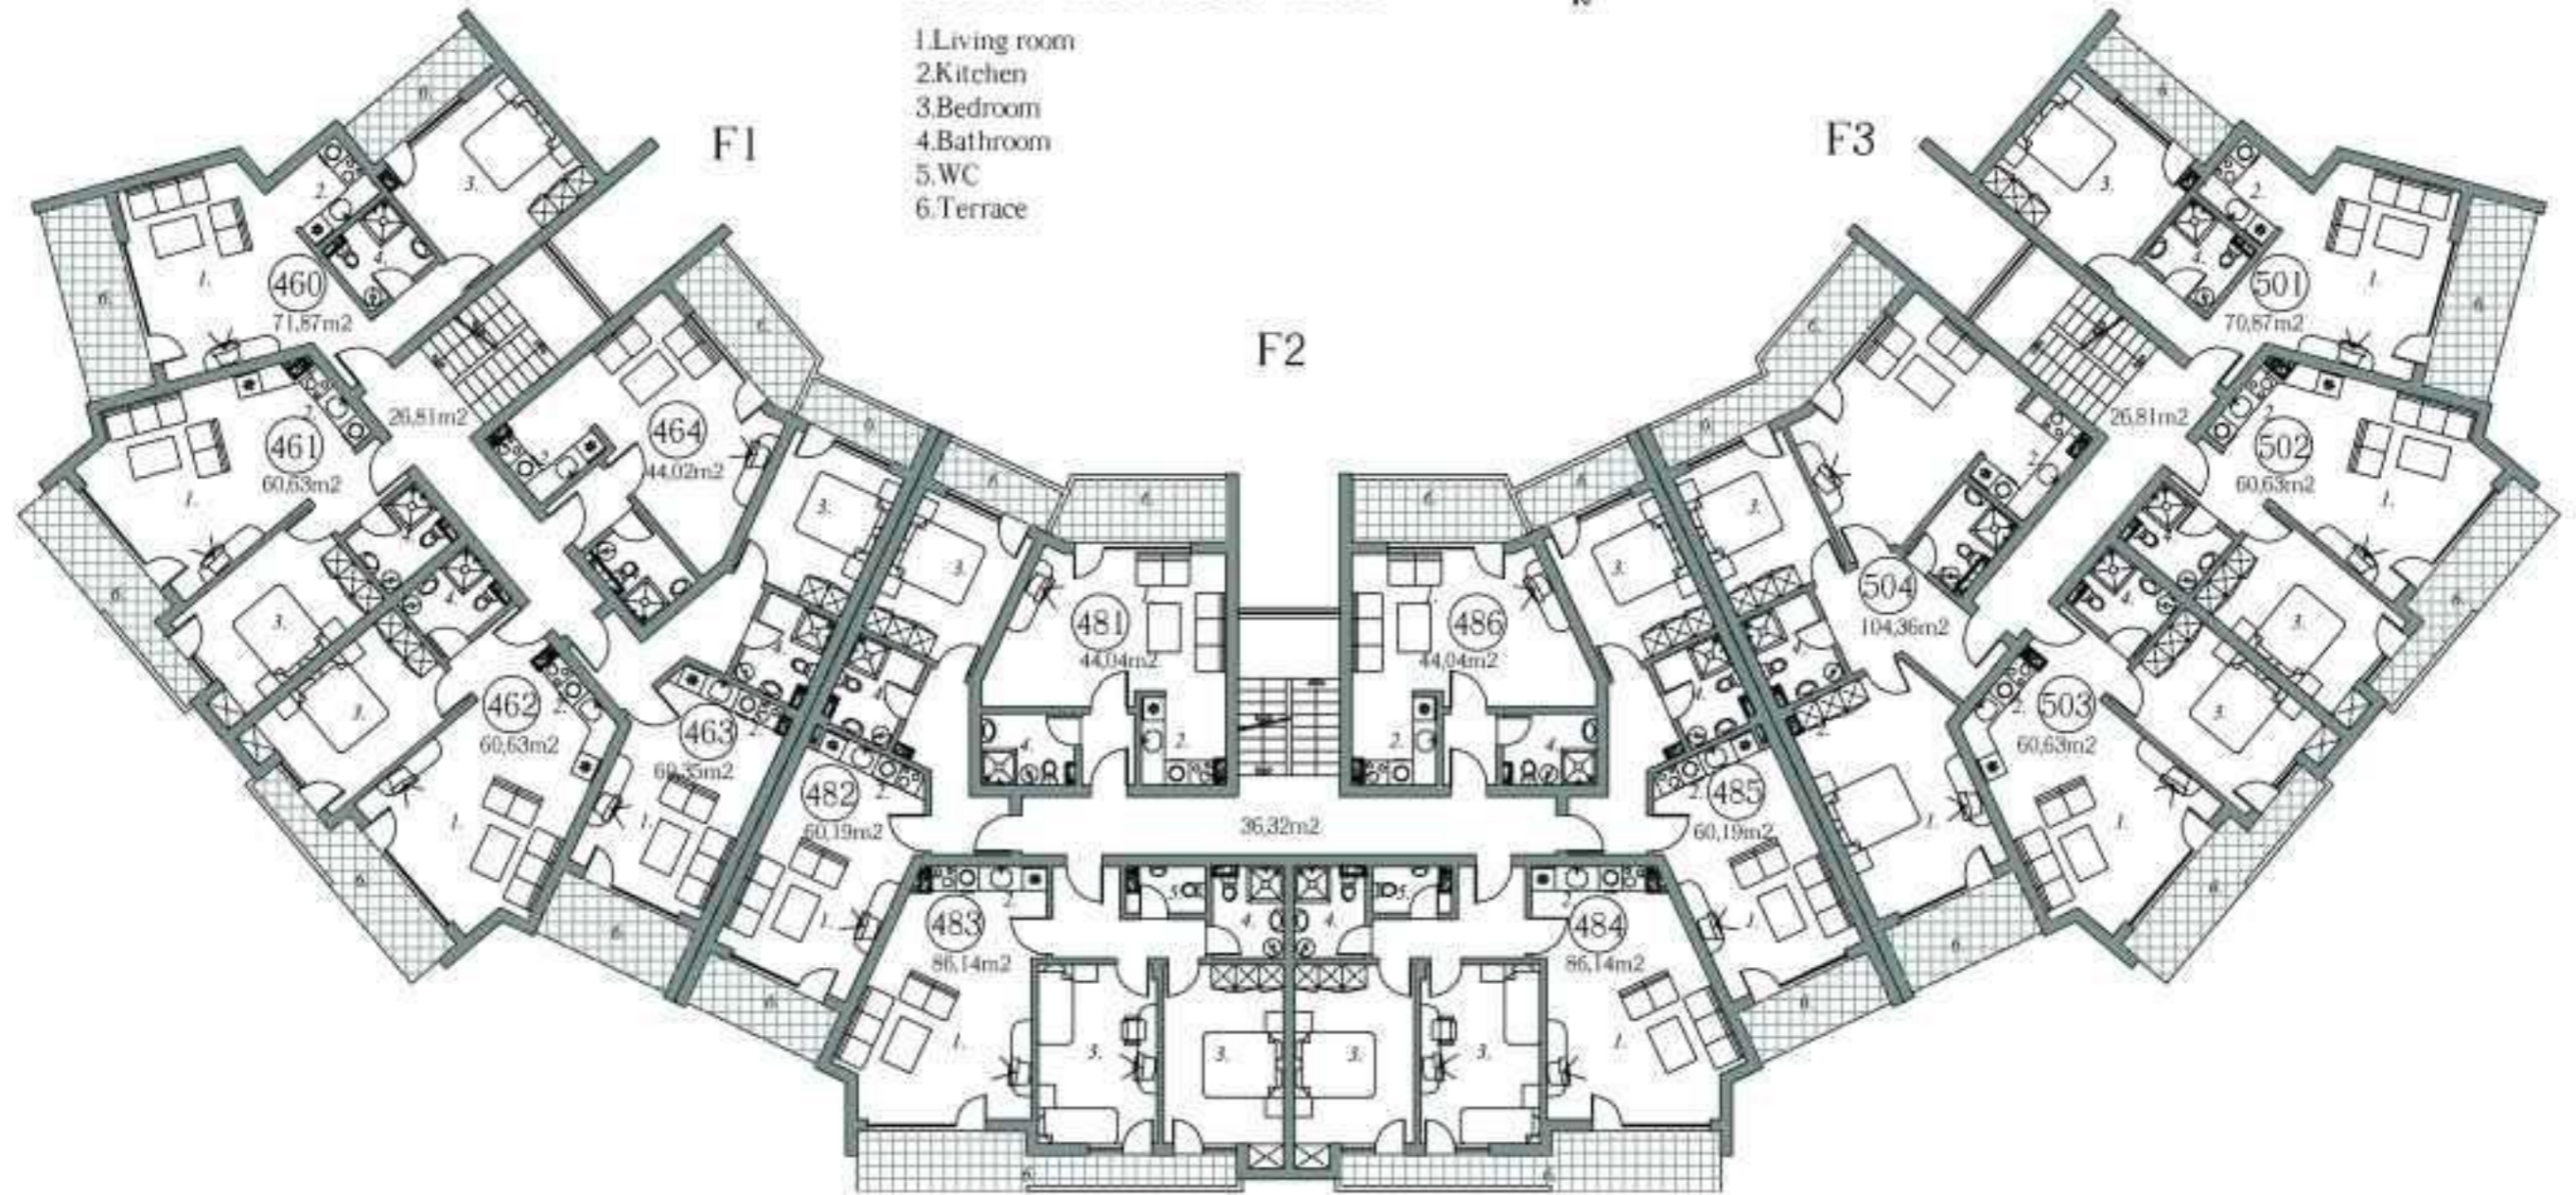 1.Living room
2.Kitchen
3.Bedroom
4.Bathroom
5.WC
6.Terrace
F1
F2
F3
460
71,87m2
461
60,63m2
26,81m2
464
44,02m2
462
60,63m2
463
60,35m2
481
44,04m2
482
60,19m2
483
86,14m2
36,32m2
486
44,04m2
485
60,19m2
484
86,14m2
504
104,36m2
503
60,63m2
26,81m2
502
60,63m2
501
70,87m2